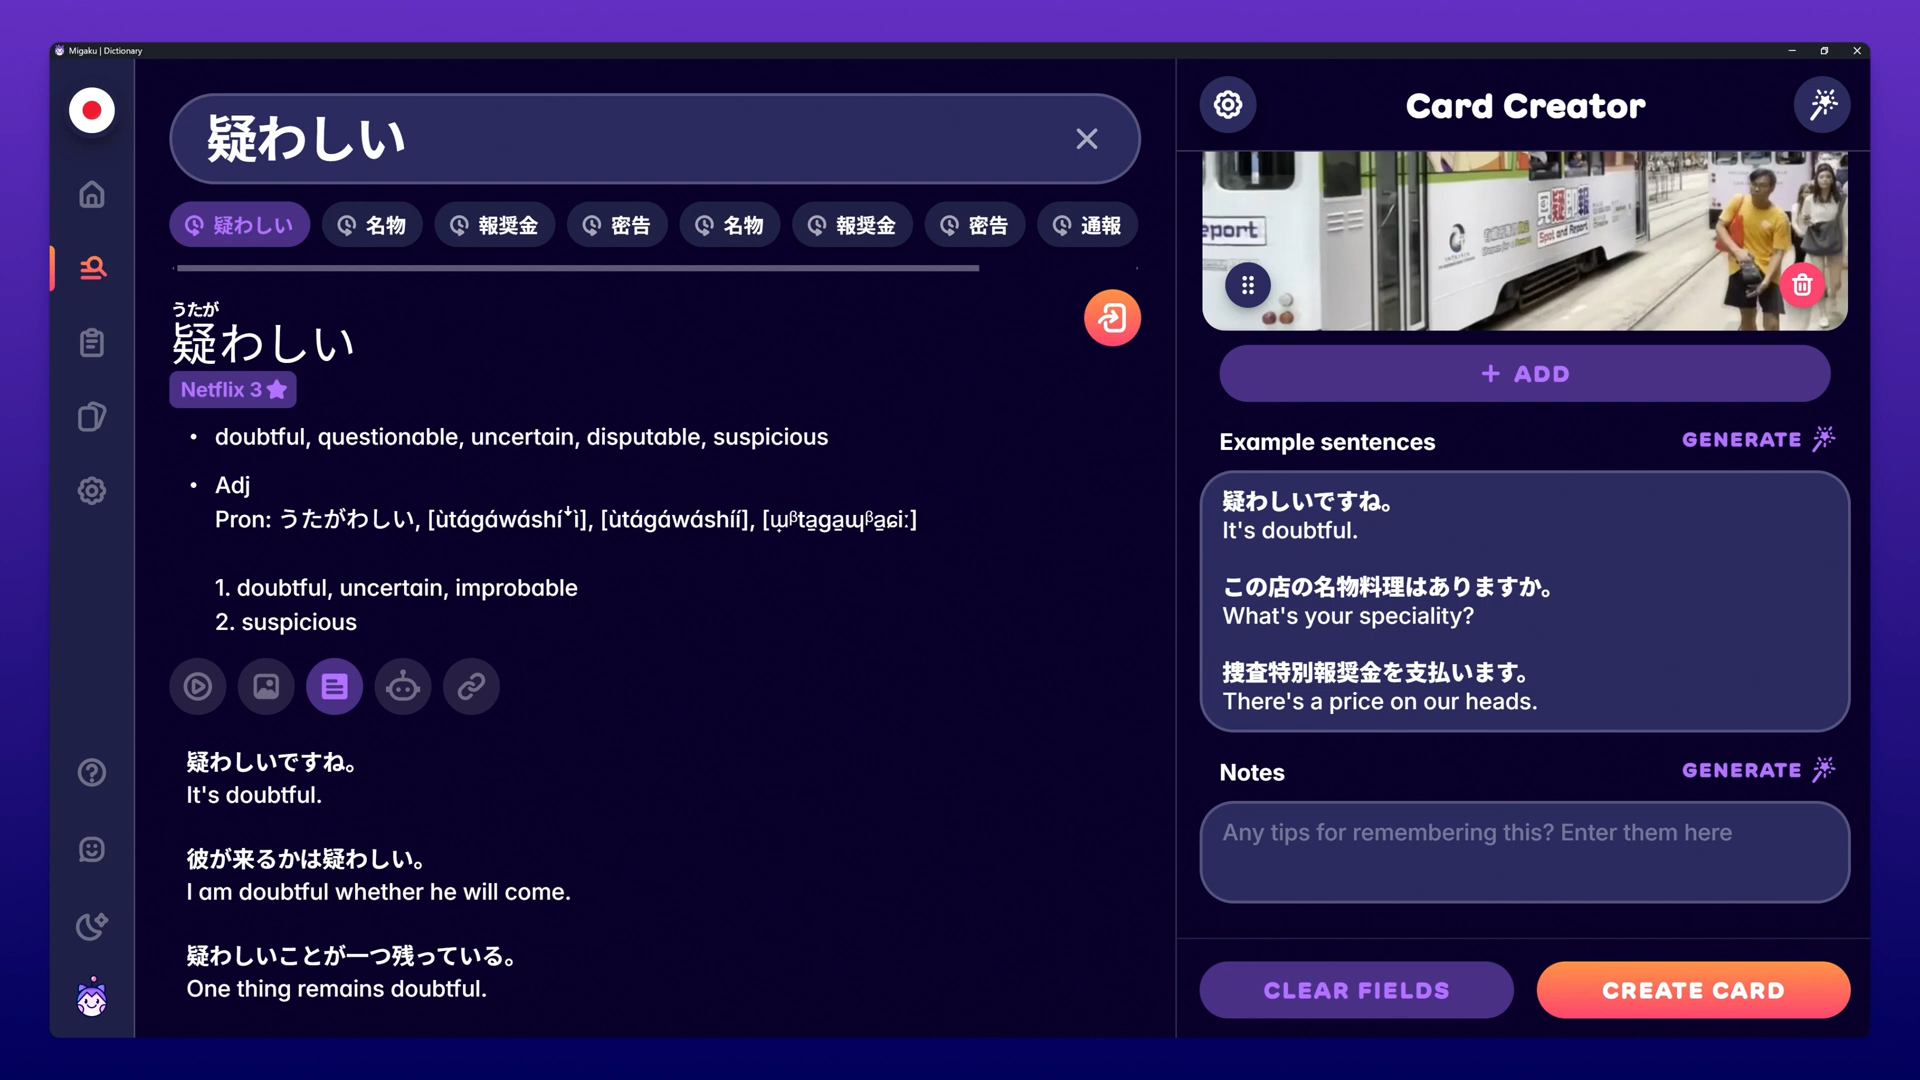 Migaku | Dictionary
疑わしい
疑わしい 名物 報奨金 密告 名物 報奨金 密告 通報
うたが
疑わしい
Netflix 3
• doubtful, questionable, uncertain, disputable, suspicious
• Adj
Pron: うたがわしい, [ùtágáwáshíꜜì], [ùtágáwáshíí], [ɯ̟ᵝta̠ɡa̠ɰᵝa̠ɕiː]
1. doubtful, uncertain, improbable
2. suspicious
疑わしいですね。
It's doubtful.
彼が来るかは疑わしい。
I am doubtful whether he will come.
疑わしいことが一つ残っている。
One thing remains doubtful.
Card Creator
eport
Spot and Report
+ ADD
Example sentences
GENERATE
疑わしいですね。
It's doubtful.
この店の名物料理はありますか。
What's your speciality?
捜査特別報奨金を支払います。
There's a price on our heads.
Notes
GENERATE
Any tips for remembering this? Enter them here
CLEAR FIELDS
CREATE CARD